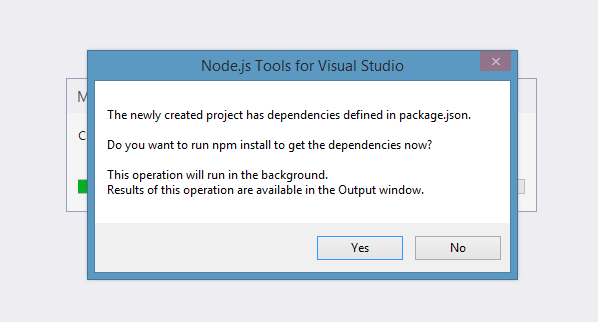 Node.js Tools for Visual Studio
The newly created project has dependencies defined in package.json.
Do you want to run npm install to get the dependencies now?
This operation will run in the background.
Results of this operation are available in the Output window.
Yes No